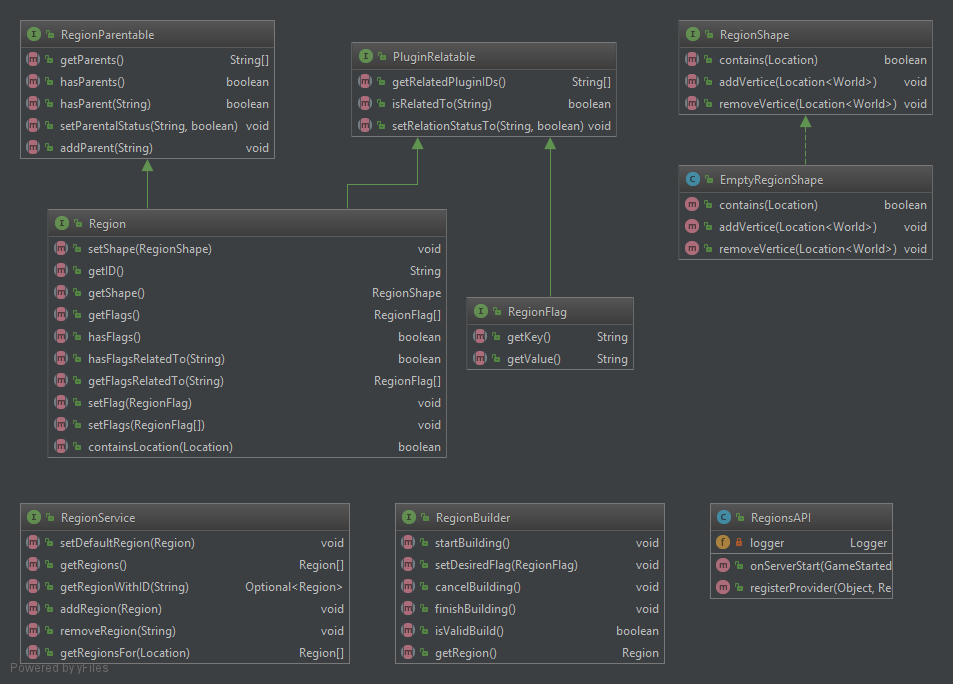 RegionParentable
getParents() String[]
hasParents() boolean
hasParent(String) boolean
setParentalStatus(String, boolean) void
addParent(String) void
PluginRelatable
getRelatedPluginIDs() String[]
isRelatedTo(String) boolean
setRelationStatusTo(String, boolean) void
RegionShape
contains(Location) boolean
addVertice(Location<World>) void
removeVertice(Location<World>) void
EmptyRegionShape
contains(Location) boolean
addVertice(Location<World>) void
removeVertice(Location<World>) void
Region
setShape(RegionShape) void
getID() String
getShape() RegionShape
getFlags() RegionFlag[]
hasFlags() boolean
hasFlagsRelatedTo(String) boolean
getFlagsRelatedTo(String) RegionFlag[]
setFlag(RegionFlag) void
setFlags(RegionFlag[]) void
containsLocation(Location) boolean
RegionFlag
getKey() String
getValue() String
RegionService
setDefaultRegion(Region) void
getRegions() Region[]
getRegionWithID(String) Optional<Region>
addRegion(Region) void
removeRegion(String) void
getRegionsFor(Location) Region[]
RegionBuilder
startBuilding() void
setDesiredFlag(RegionFlag) void
cancelBuilding() void
finishBuilding() void
isValidBuild() boolean
getRegion() Region
RegionsAPI
logger Logger
onServerStart(GameStarted
registerProvider(Object, Re
Powered by yFiles